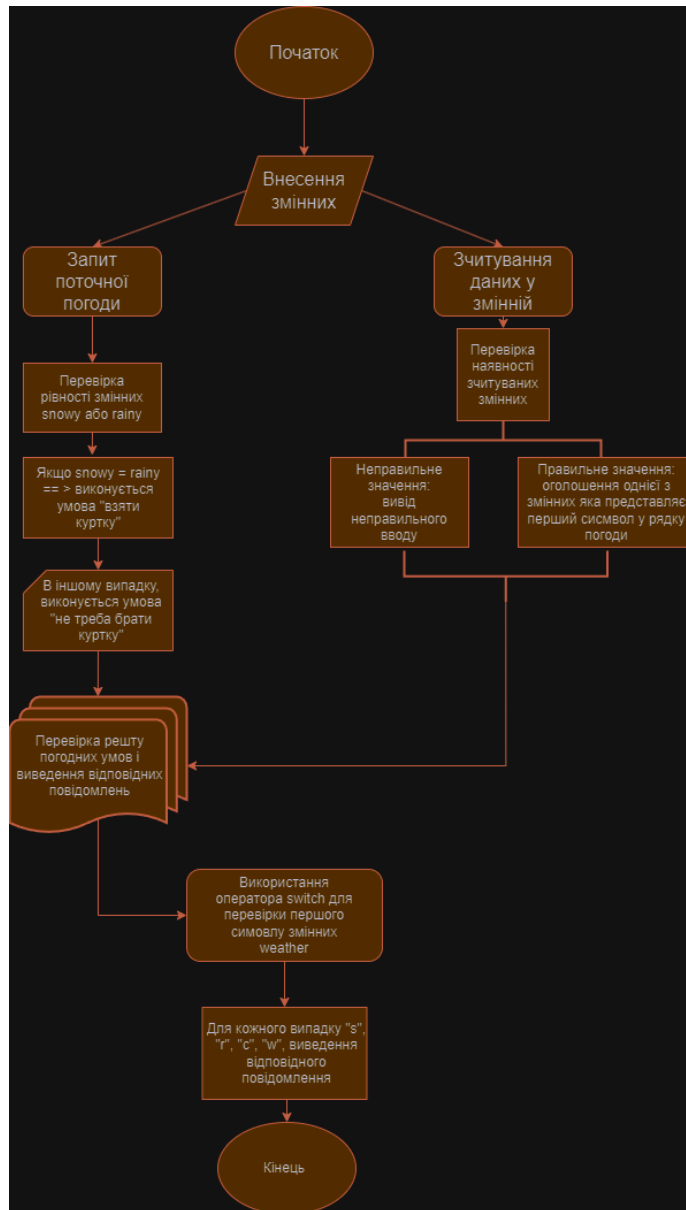 Початок
Внесення
змінних
Запит
поточної
погоди
Зчитування
даних у
змінній
Перевірка
рівності змінних
snowy або rainy
Перевірка
наявності
зчитуваних
змінних
Якщо snowy = rainy
== > виконується
умова "взяти
куртку"
Неправильне
значення:
вивід
неправильного
вводу
Правильне значення:
оголошення однієї з
змінних яка представляє
перший сисмвол у рядку
погоди
В іншому випадку,
виконується умова
"не треба брати
куртку"
Перевірка решту
погодних умов і
виведення відповідних
повідомлень
Використання
оператора switch для
перевірки першого
симовлу змінних
weather
Для кожного випадку "s",
"r", "c", "w", виведення
відповідного
повідомлення
Кінець